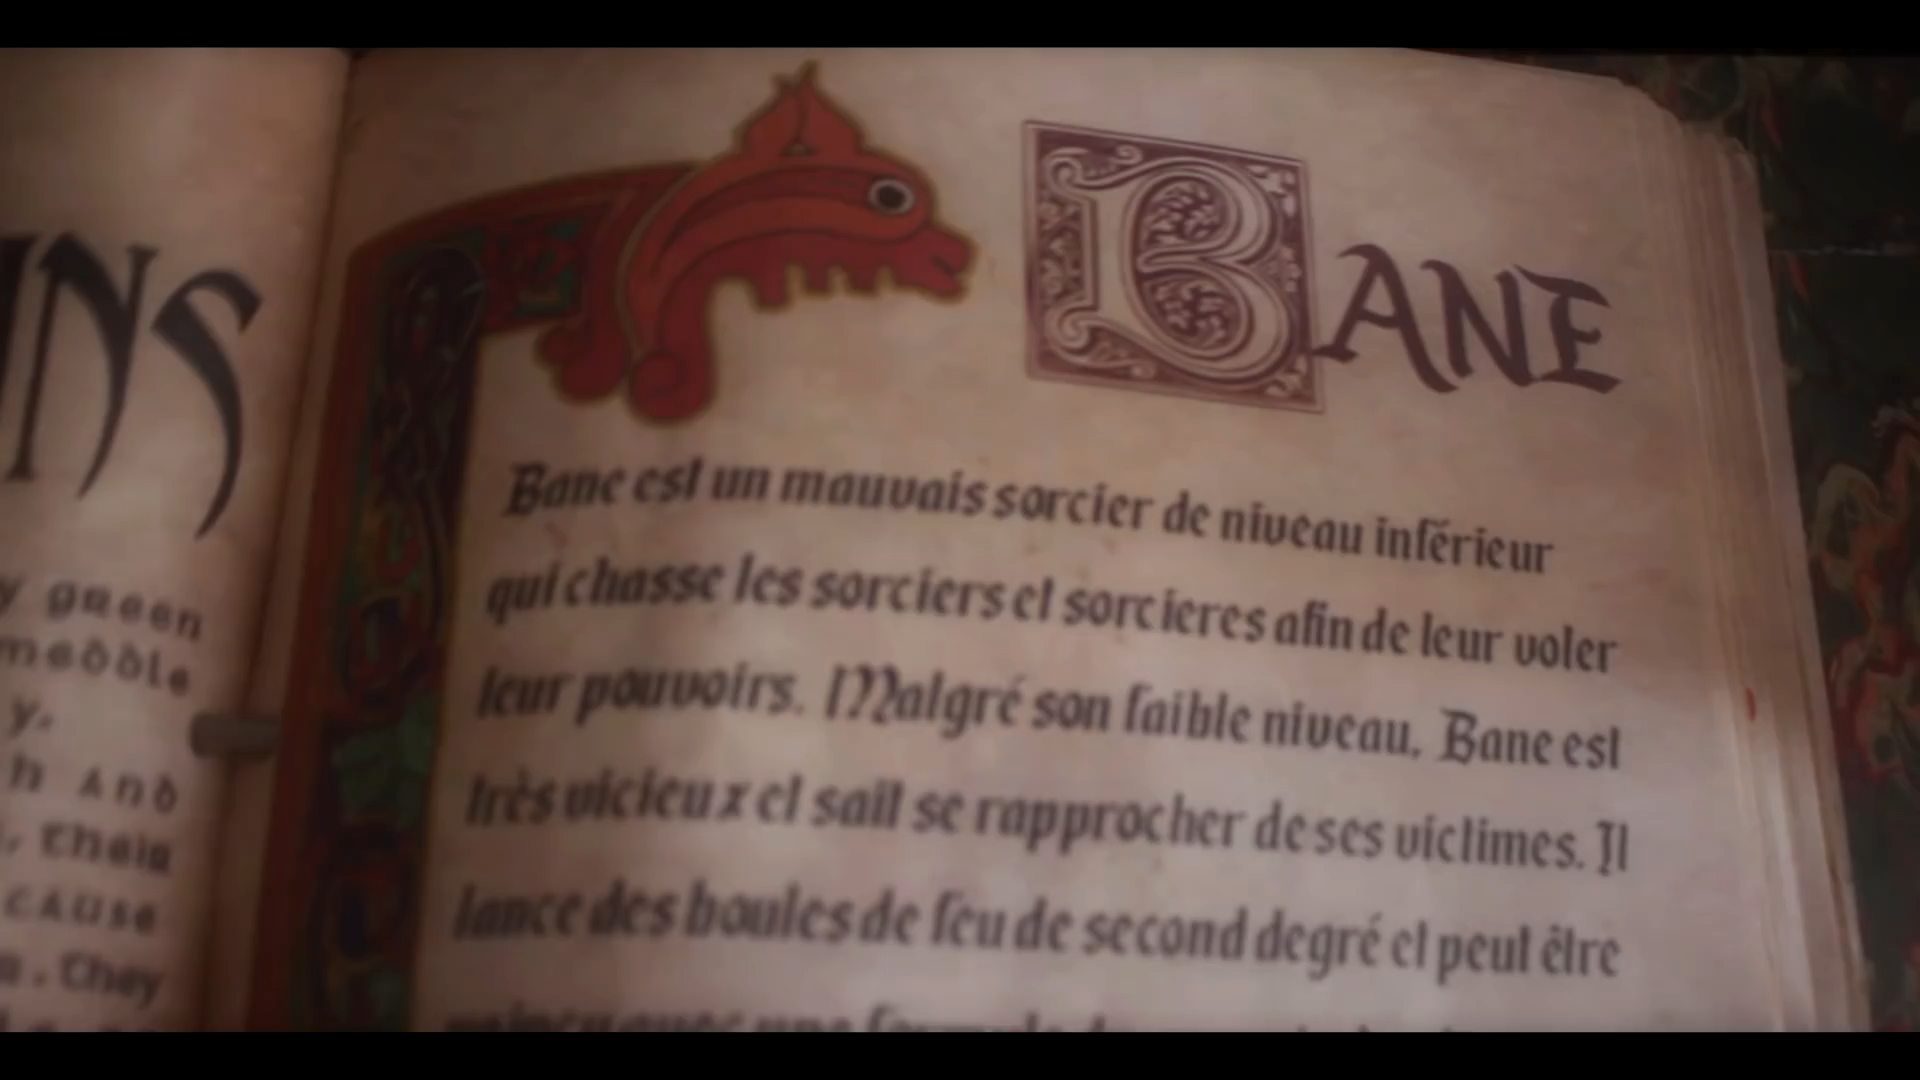 INS
y green
meddle
y,
h And
, their
cause
. They
BANE
Bane est un mauvais sorcier de niveau inférieur
qui chasse les sorciers et sorcieres afin de leur voler
leur pouvoirs. Malgré son faible niveau, Bane est
très vicieux et sait se rapprocher de ses victimes. Il
lance des boules de feu de second degré et peut être